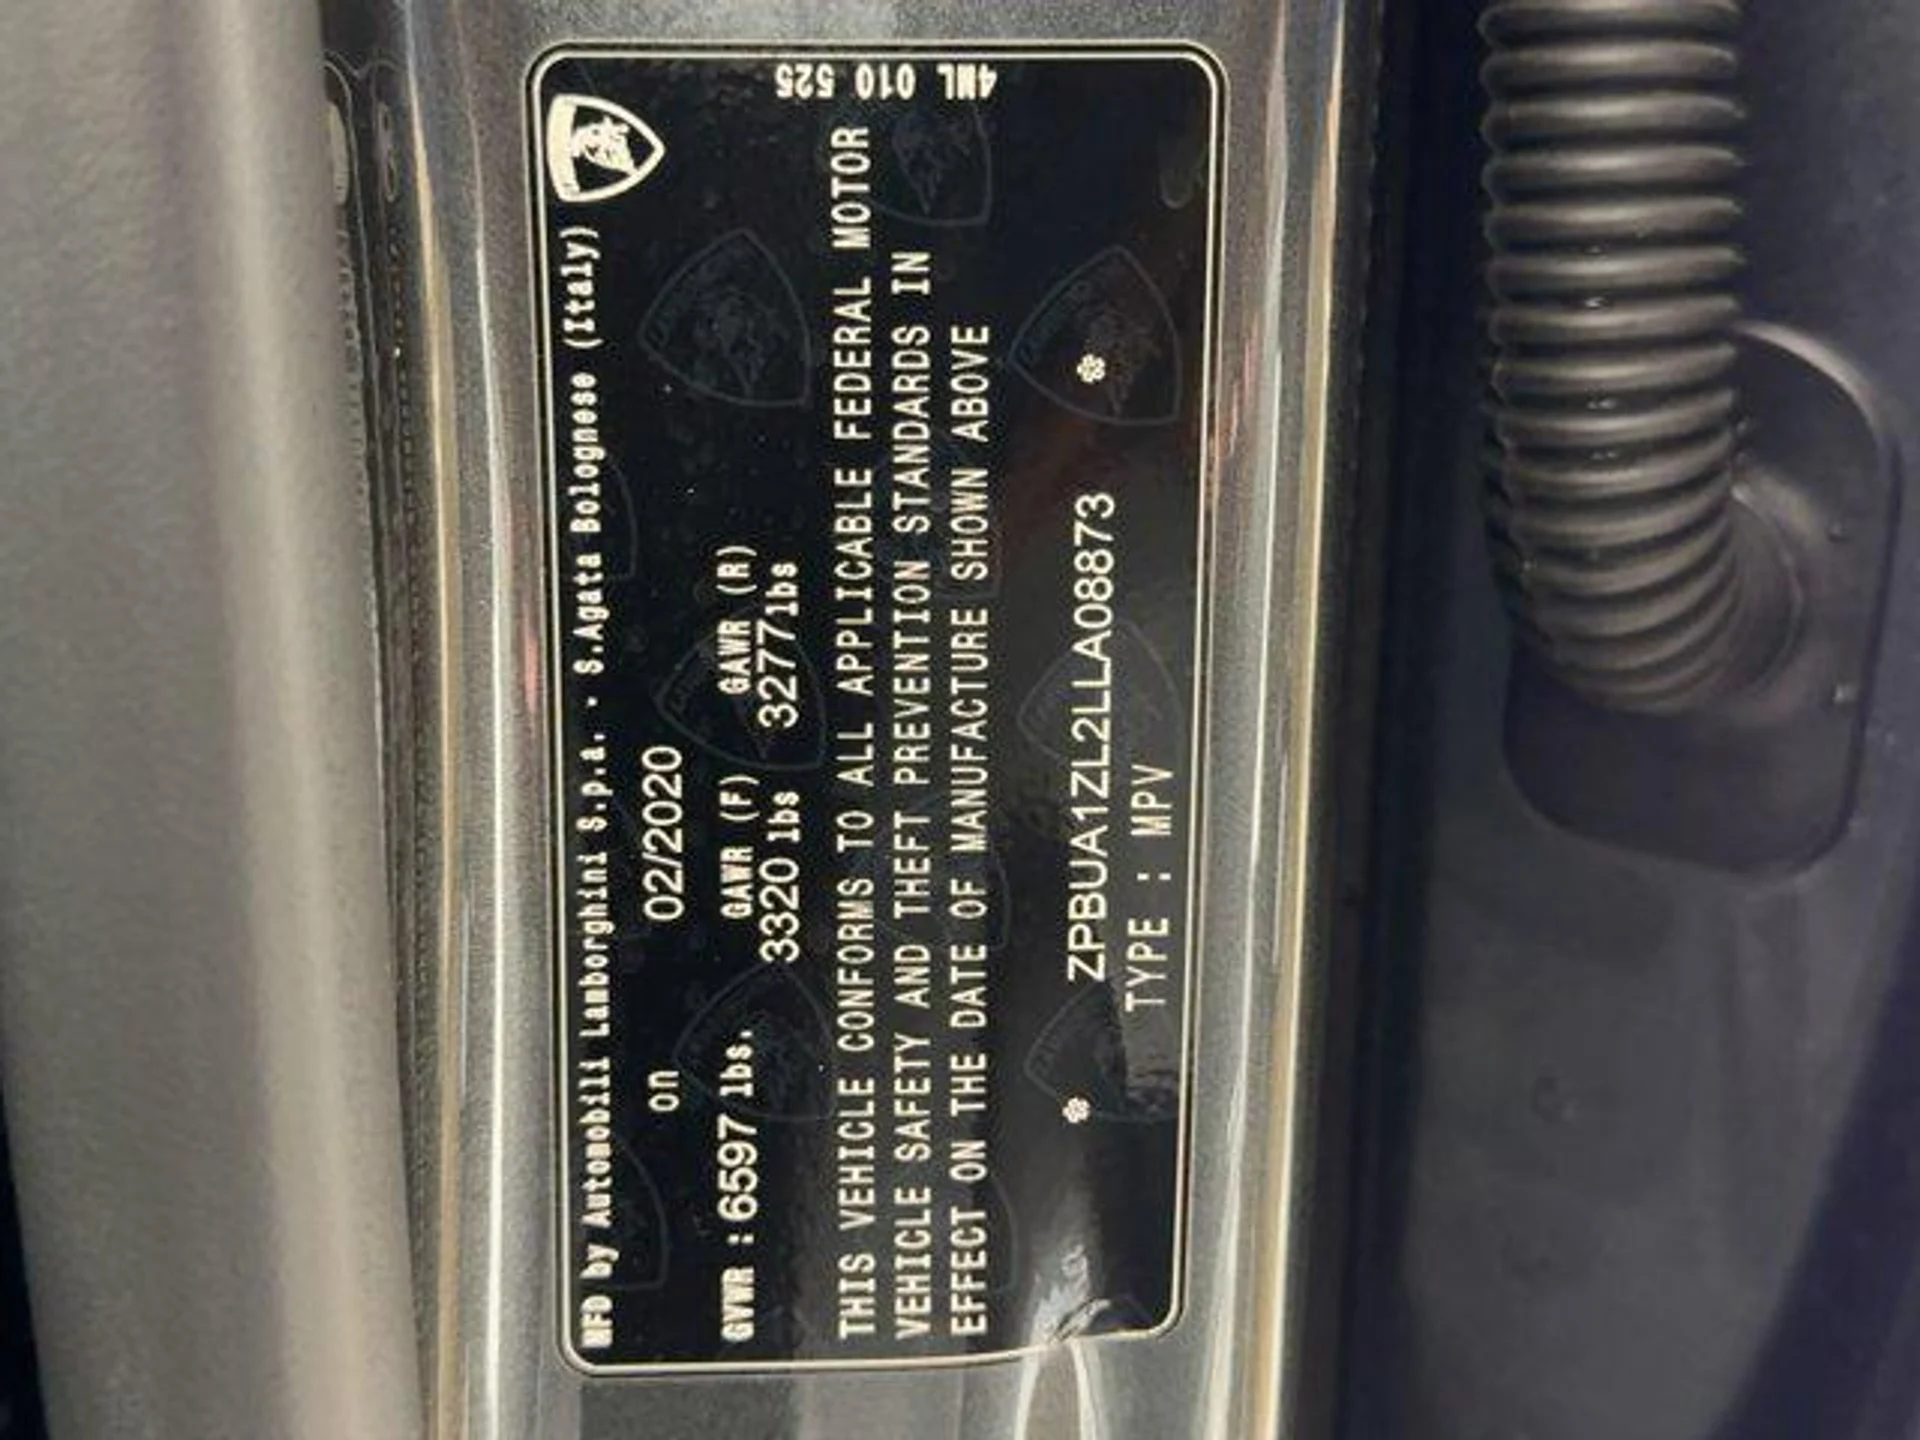 MFD by Automobili Lamborghini S.p.a. - S.Agata Bolognese (Italy)
on 02/2020
GVWR : 6597 lbs. GAWR (F) GAWR (R)
3320 lbs 3277 lbs
THIS VEHICLE CONFORMS TO ALL APPLICABLE FEDERAL MOTOR
VEHICLE SAFETY AND THEFT PREVENTION STANDARDS IN
EFFECT ON THE DATE OF MANUFACTURE SHOWN ABOVE
* ZPBUA1ZL2LLA08873 *
TYPE : MPV
4ML 010 525